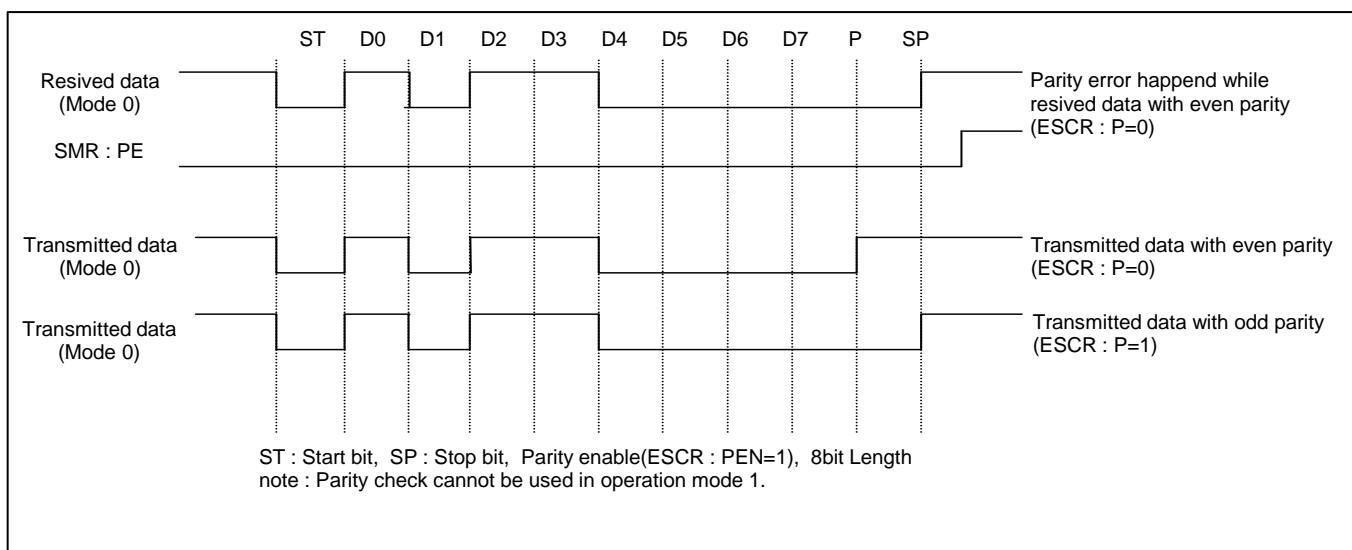 ST D0 D1 D2 D3 D4 D5 D6 D7 P SP
Resived data
(Mode 0)
Parity error happend while
resived data with even parity
(ESCR : P=0)
SMR : PE
Transmitted data
(Mode 0)
Transmitted data with even parity
(ESCR : P=0)
Transmitted data
(Mode 0)
Transmitted data with odd parity
(ESCR : P=1)
ST : Start bit, SP : Stop bit, Parity enable(ESCR : PEN=1), 8bit Length
note : Parity check cannot be used in operation mode 1.